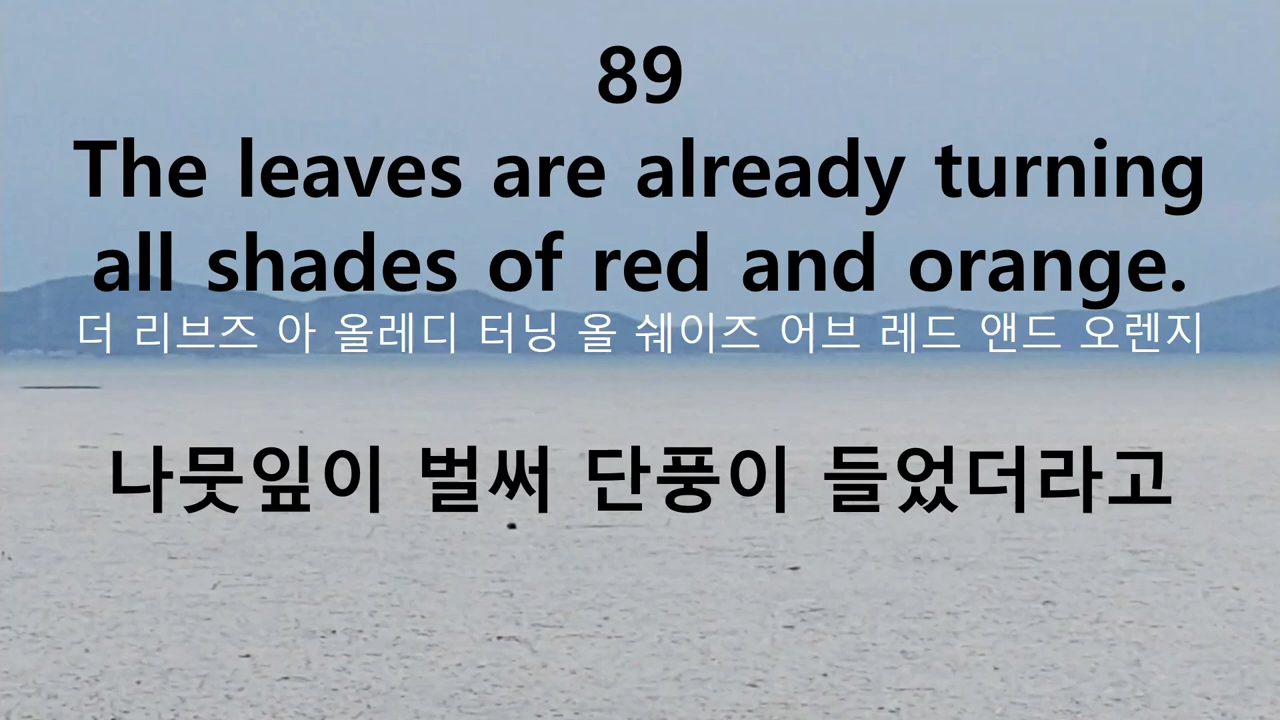 89
The leaves are already turning
all shades of red and orange.
더 리브즈 아 올레디 터닝 올 쉐이즈 어브 레드 앤드 오렌지
나뭇잎이 벌써 단풍이 들었더라고